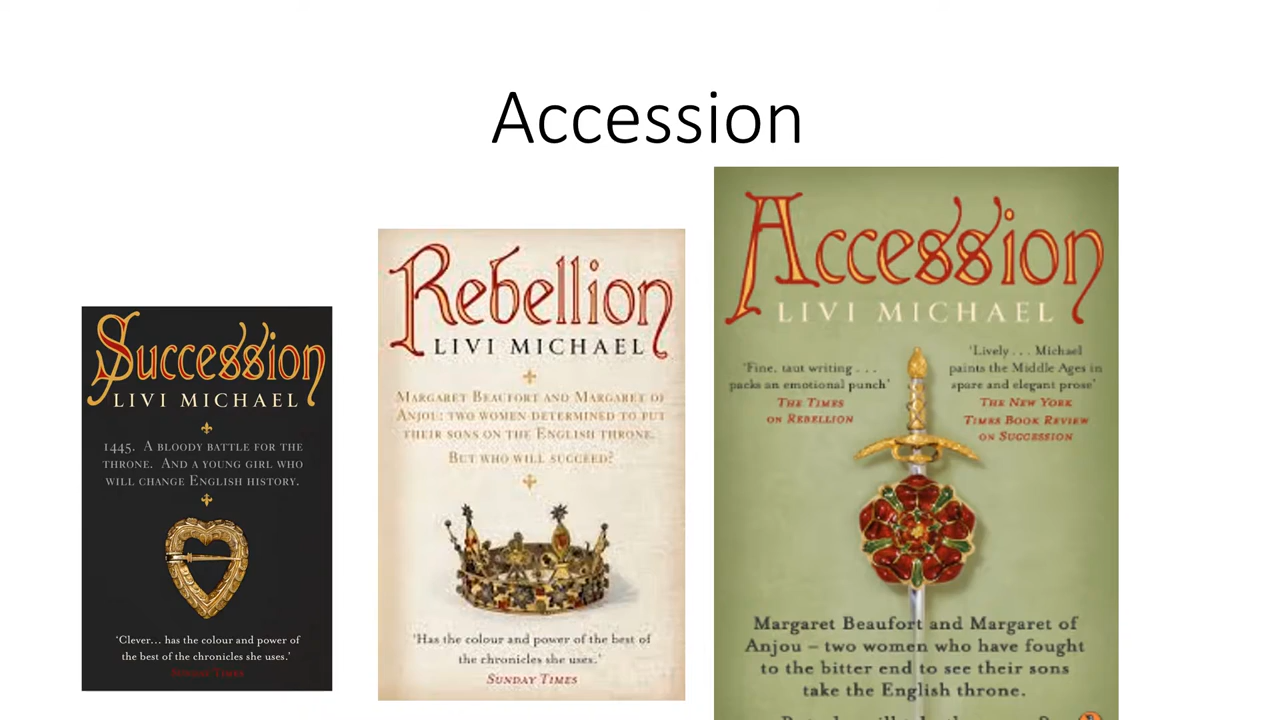 Accession
Succession
LIVI MICHAEL
1445. A BLOODY BATTLE FOR THE
THRONE. AND A YOUNG GIRL WHO
WILL CHANGE ENGLISH HISTORY.
‘Clever... has the colour and power of
the best of the chronicles she uses.’
SUNDAY TIMES
Rebellion
LIVI MICHAEL
MARGARET BEAUFORT AND MARGARET OF
ANJOU: TWO WOMEN DETERMINED TO PUT
THEIR SONS ON THE ENGLISH THRONE.
BUT WHO WILL SUCCEED?
‘Has the colour and power of the best of
the chronicles she uses.’
SUNDAY TIMES
Accession
LIVI MICHAEL
‘Fine, taut writing . . .
packs an emotional punch’
THE TIMES
ON REBELLION
‘Lively . . . Michael
paints the Middle Ages in
spare and elegant prose’
THE NEW YORK
TIMES BOOK REVIEW
ON SUCCESSION
Margaret Beaufort and Margaret of
Anjou – two women who have fought
to the bitter end to see their sons
take the English throne.